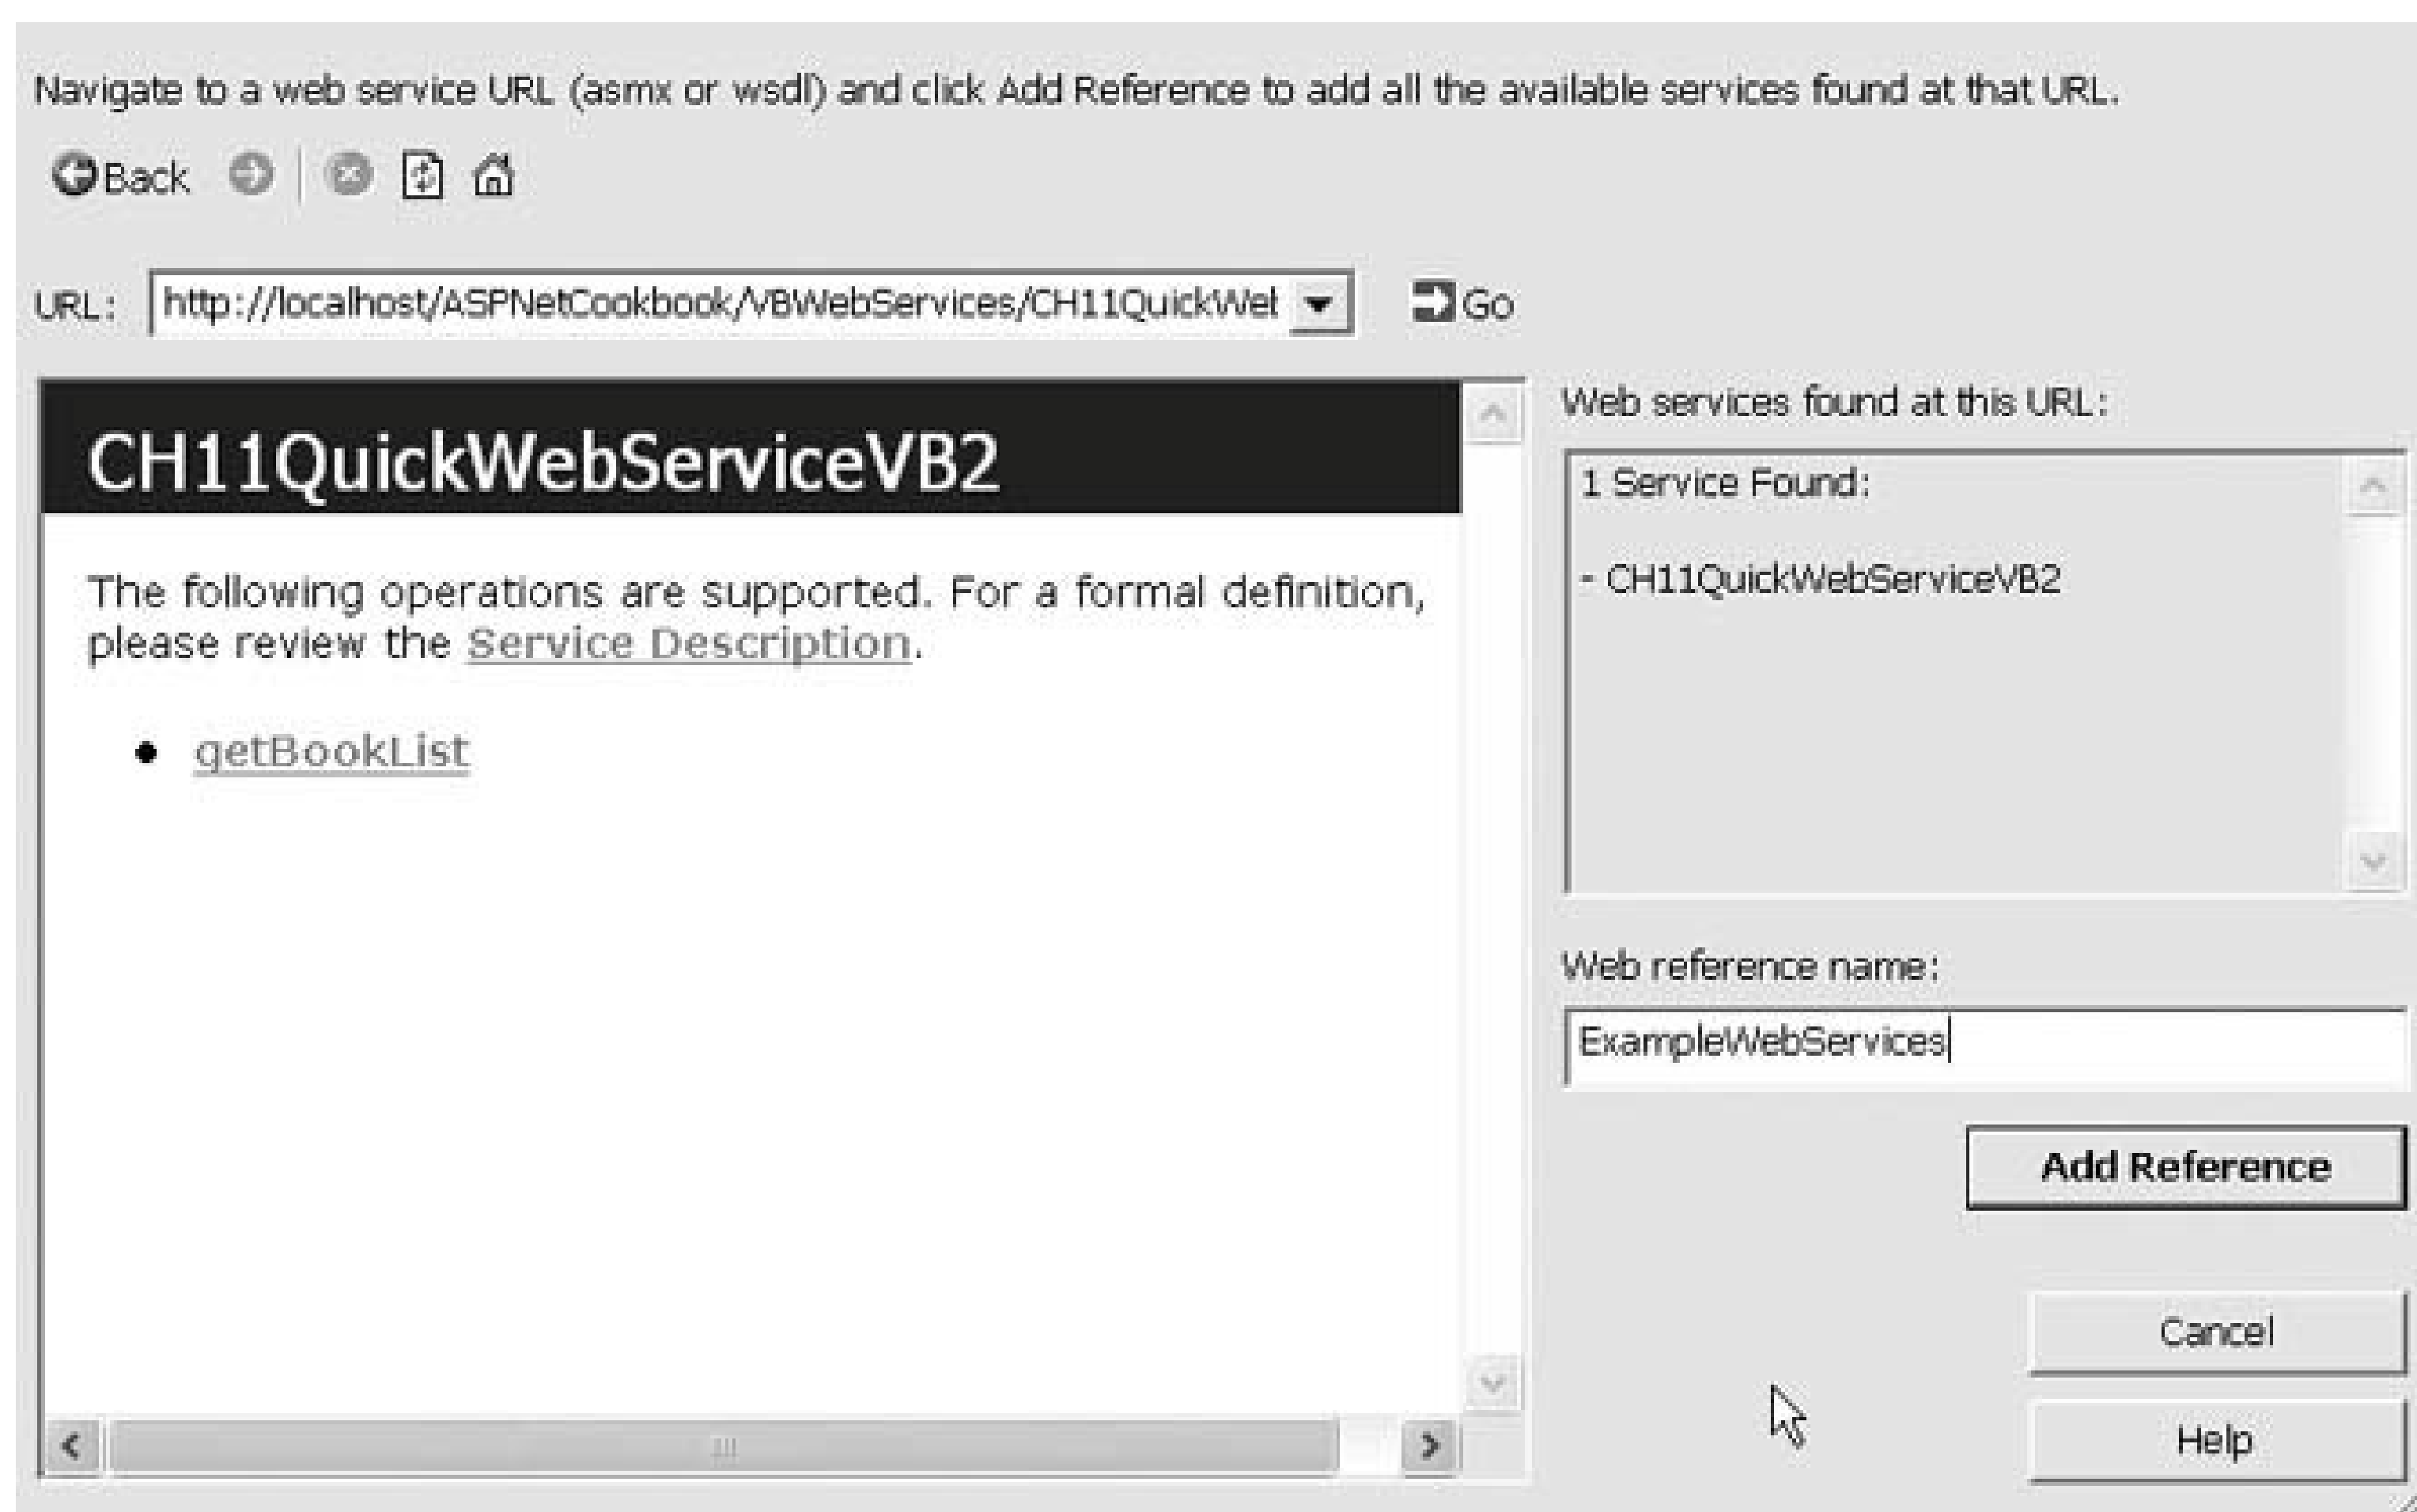 Navigate to a web service URL (asmx or wsdl) and click Add Reference to add all the available services found at that URL.
Back
URL: http://localhost/ASPNetCookbook/VBWebServices/CH11QuickWet Go
CH11QuickWebServiceVB2
The following operations are supported. For a formal definition,
please review the Service Description.
• getBookList
Web services found at this URL:
1 Service Found:
- CH11QuickWebServiceVB2
Web reference name:
ExampleWebServices
Add Reference
Cancel
Help